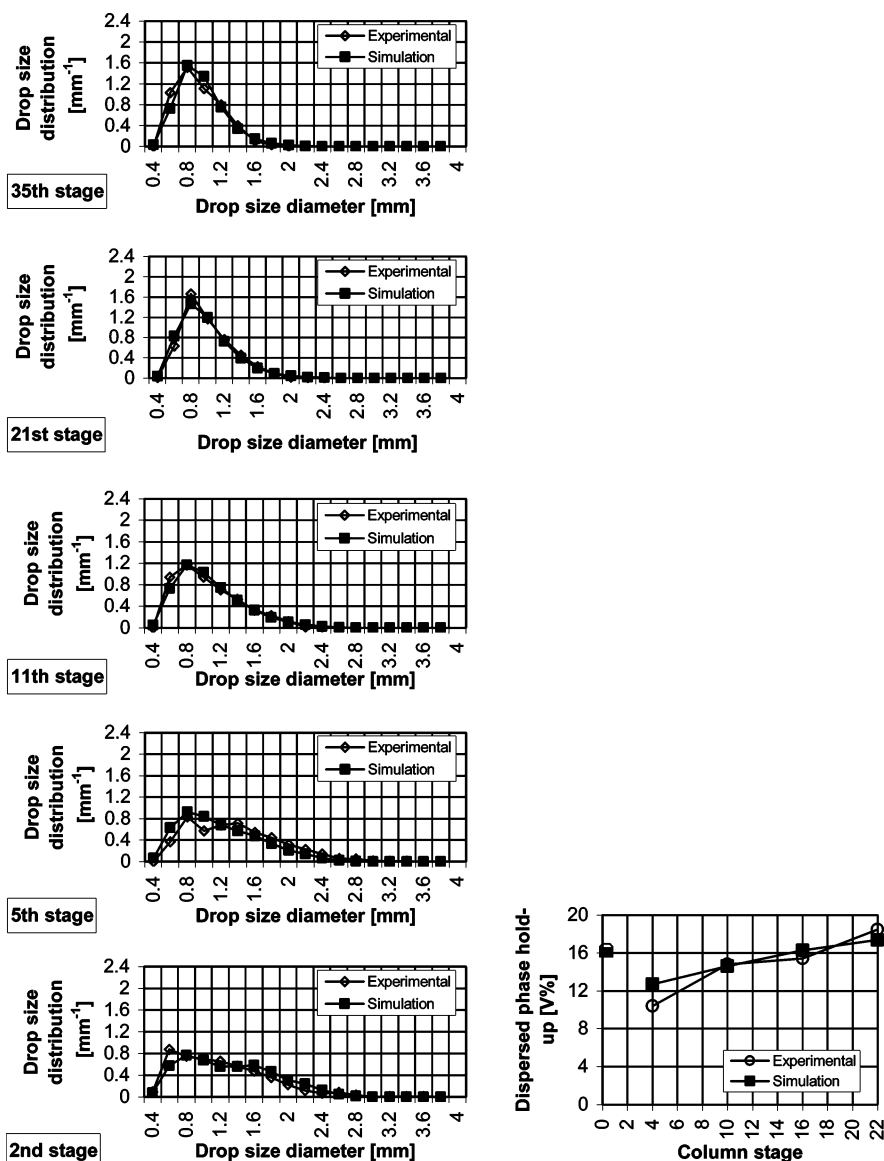 Drop size
distribution
[mm-1]
2.4
2
1.6
1.2
0.8
0.4
0
Experimental
Simulation
0.4
0.8
1.2
1.6
2
2.4
2.8
3.2
3.6
4
35th stage
Drop size diameter [mm]
Drop size
distribution
[mm-1]
2.4
2
1.6
1.2
0.8
0.4
0
Experimental
Simulation
0.4
0.8
1.2
1.6
2
2.4
2.8
3.2
3.6
4
21st stage
Drop size diameter [mm]
Drop size
distribution
[mm-1]
2.4
2
1.6
1.2
0.8
0.4
0
Experimental
Simulation
0.4
0.8
1.2
1.6
2
2.4
2.8
3.2
3.6
4
11th stage
Drop size diameter [mm]
Drop size
distribution
[mm-1]
2.4
2
1.6
1.2
0.8
0.4
0
Experimental
Simulation
0.4
0.8
1.2
1.6
2
2.4
2.8
3.2
3.6
4
5th stage
Drop size diameter [mm]
Drop size
distribution
[mm-1]
2.4
2
1.6
1.2
0.8
0.4
0
Experimental
Simulation
0.4
0.8
1.2
1.6
2
2.4
2.8
3.2
3.6
4
2nd stage
Drop size diameter [mm]
Dispersed phase hold-
up [V%]
20
16
12
8
4
0
Experimental
Simulation
0
4
10
16
22
Column stage